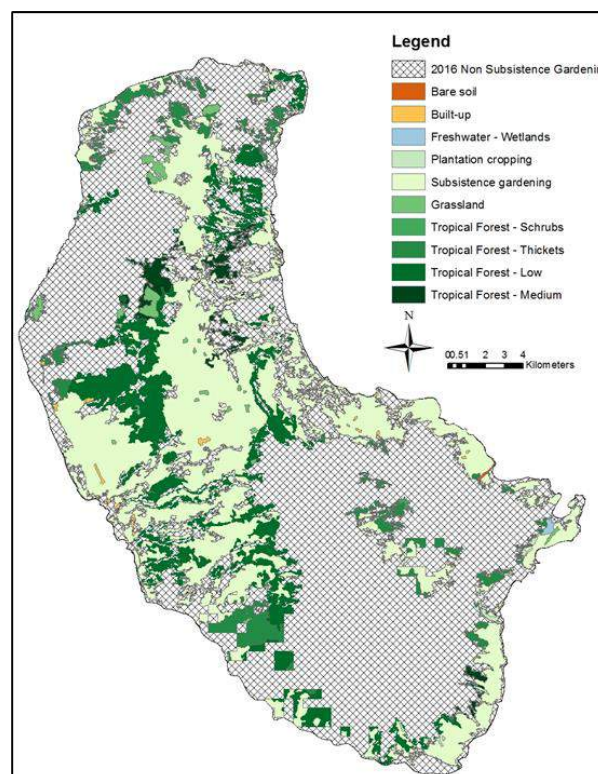 Legend
2016 Non Subsistence Gardenin
Bare soil
Built-up
Freshwater - Wetlands
Plantation cropping
Subsistence gardening
Grassland
Tropical Forest - Schrubs
Tropical Forest - Thickets
Tropical Forest - Low
Tropical Forest - Medium
N
00.51 2 3 4
Kilometers